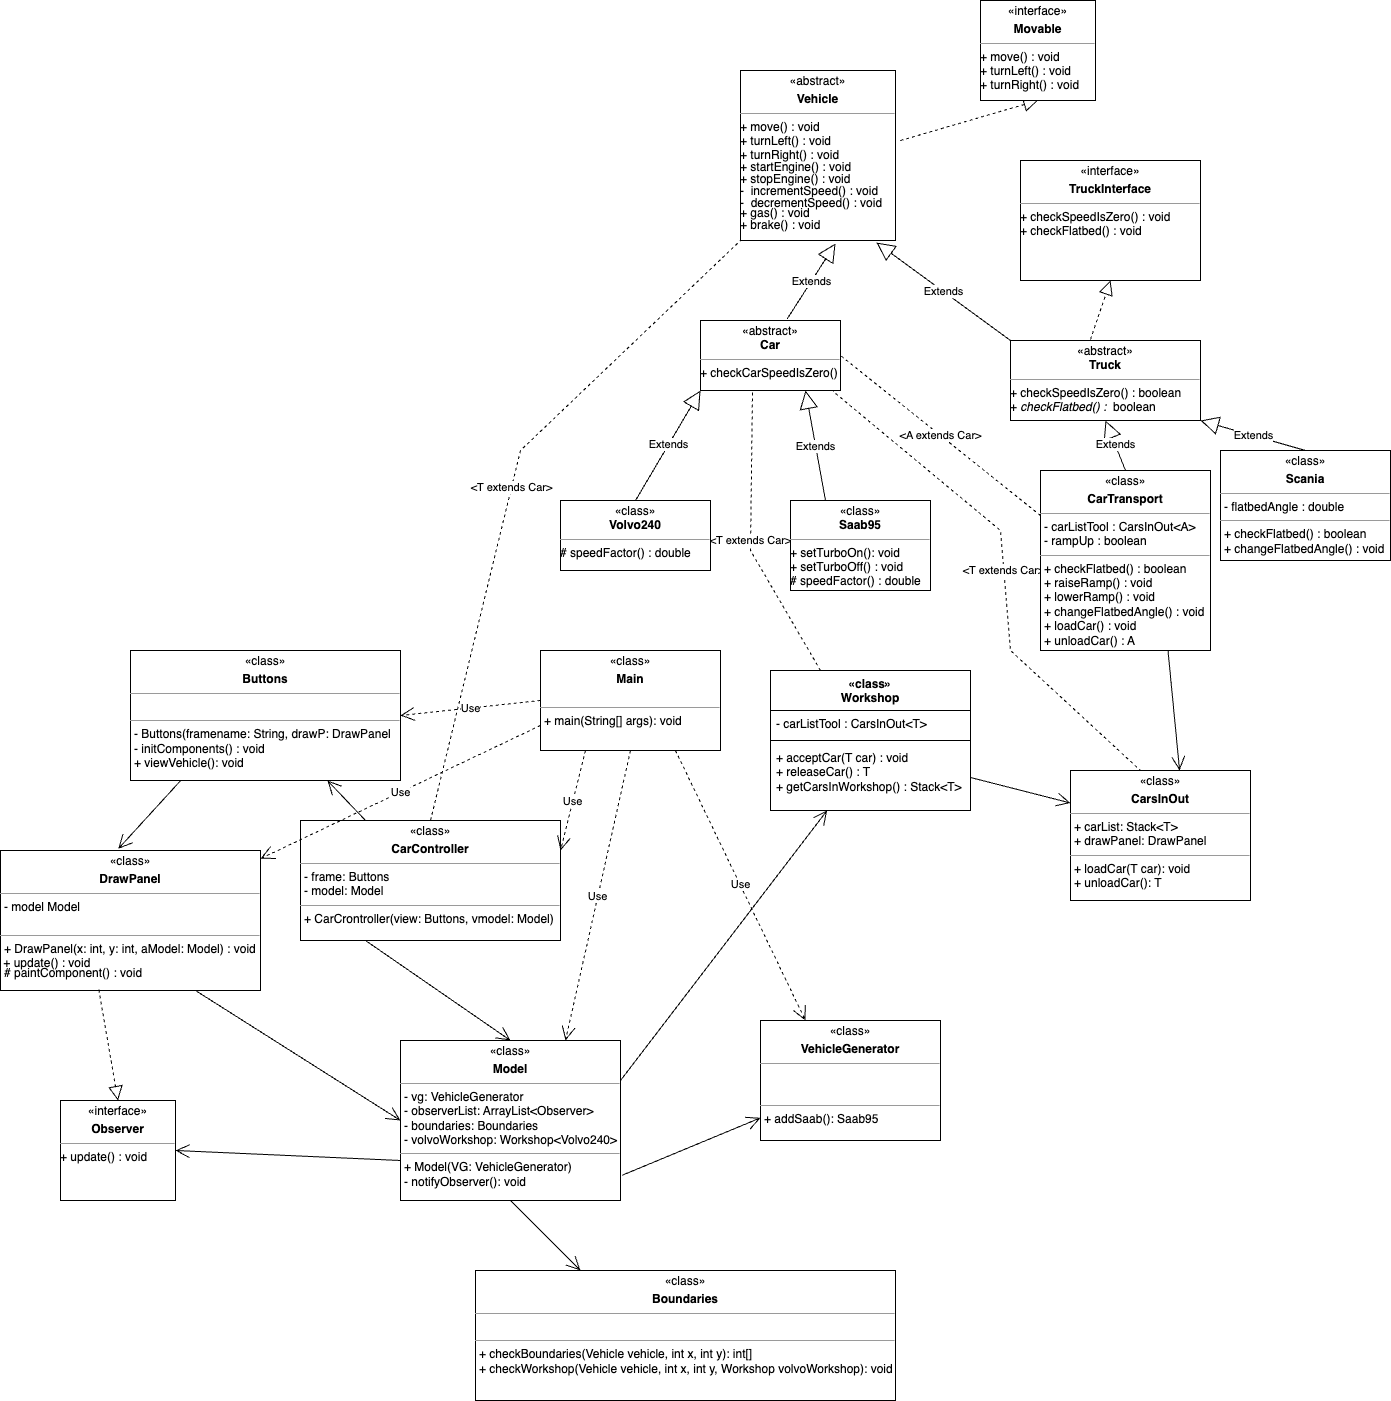 «interface»
Movable
+ move() : void
+ turnLeft() : void
+ turnRight() : void
«abstract»
Vehicle
+ move() : void
+ turnLeft() : void
+ turnRight() : void
+ startEngine() : void
+ stopEngine() : void
- incrementSpeed() : void
- decrementSpeed() : void
+ gas() : void
+ brake() : void
«interface»
TruckInterface
+ checkSpeedIsZero() : void
+ checkFlatbed() : void
Extends
Extends
«abstract»
Car
+ checkCarSpeedIsZero()
«abstract»
Truck
+ checkSpeedIsZero() : boolean
+ checkFlatbed() : boolean
Extends
Extends
<A extends Car>
Extends
Extends
<T extends Car>
«class»
Volvo240
# speedFactor() : double
<T extends Car>
«class»
Saab95
+ setTurboOn(): void
+ setTurboOff(): void
# speedFactor() : double
<T extends Car>
«class»
CarTransport
- carListTool : CarsInOut<A>
- rampUp : boolean
+ checkFlatbed() : boolean
+ raiseRamp() : void
+ lowerRamp() : void
+ changeFlatbedAngle() : void
+ loadCar() : void
+ unloadCar() : A
«class»
Scania
- flatbedAngle : double
+ checkFlatbed() : boolean
+ changeFlatbedAngle() : void
«class»
Buttons
- Buttons(framename: String, drawP: DrawPanel
- initComponents() : void
+ viewVehicle(): void
Use
«class»
Main
+ main(String[] args): void
«class»
Workshop
- carListTool : CarsInOut<T>
+ acceptCar(T car) : void
+ releaseCar() : T
+ getCarsInWorkshop() : Stack<T>
«class»
CarsInOut
+ carList: Stack<T>
+ drawPanel: DrawPanel
+ loadCar(T car): void
+ unloadCar(): T
Use
Use
«class»
DrawPanel
- model Model
+ DrawPanel(x: int, y: int, aModel: Model) : void
+ update() : void
# paintComponent() : void
«class»
CarController
- frame: Buttons
- model: Model
+ CarCrontroller(view: Buttons, vmodel: Model)
Use
Use
«class»
VehicleGenerator
+ addSaab(): Saab95
«class»
Model
- vg: VehicleGenerator
- observerList: ArrayList<Observer>
- boundaries: Boundaries
- volvoWorkshop: Workshop<Volvo240>
+ Model(VG: VehicleGenerator)
- notifyObserver(): void
«interface»
Observer
+ update() : void
«class»
Boundaries
+ checkBoundaries(Vehicle vehicle, int x, int y): int[]
+ checkWorkshop(Vehicle vehicle, int x, int y, Workshop volvoWorkshop): void